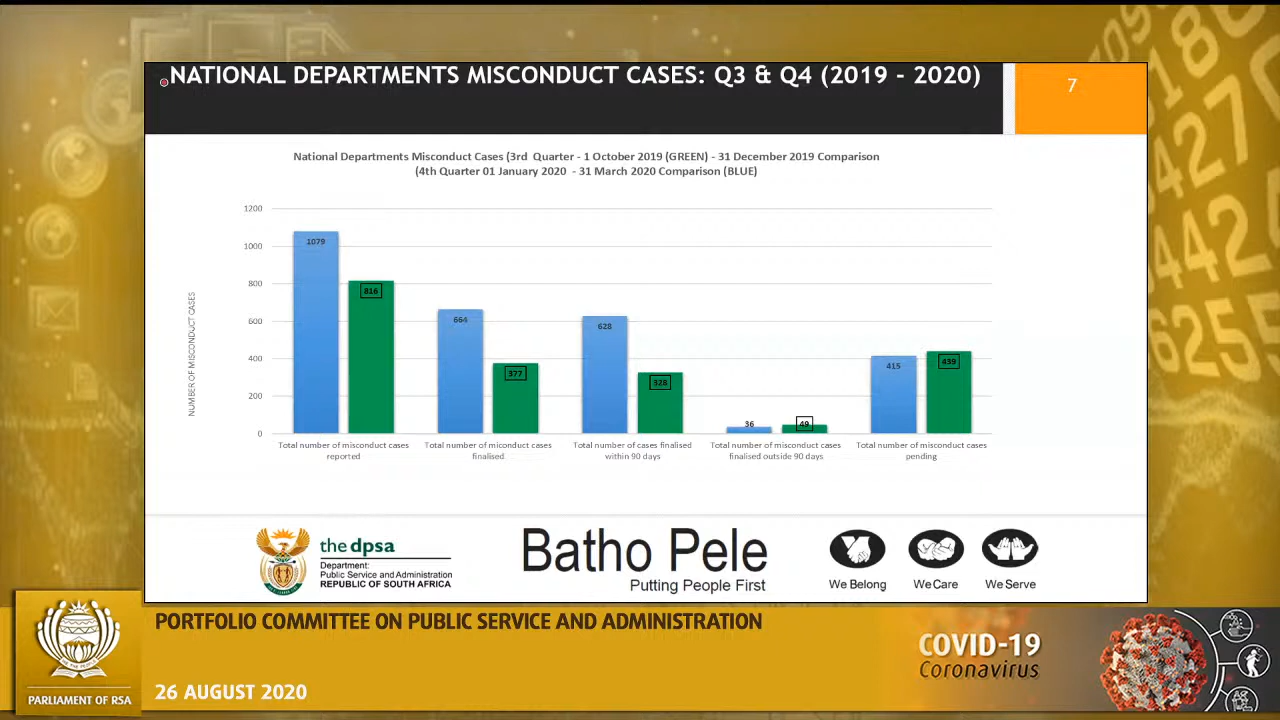 NATIONAL DEPARTMENTS MISCONDUCT CASES: Q3 & Q4 (2019 - 2020)
7
National Departments Misconduct Cases (3rd Quarter - 1 October 2019 (GREEN) - 31 December 2019 Comparison
(4th Quarter 01 January 2020 - 31 March 2020 Comparison (BLUE)
NUMBER OF MISCONDUCT CASES
1200
1000
800
600
400
200
0
1079
816
664
377
628
328
36
49
415
439
Total number of misconduct cases
reported
Total number of miconduct cases
finalised
Total number of cases finalised
within 90 days
Total number of misconduct cases
finalised outside 90 days
Total number of misconduct cases
pending
the dpsa
Department:
Public Service and Administration
REPUBLIC OF SOUTH AFRICA
Batho Pele
Putting People First
We Belong
We Care
We Serve
PORTFOLIO COMMITTEE ON PUBLIC SERVICE AND ADMINISTRATION
26 AUGUST 2020
PARLIAMENT OF RSA
COVID-19
Coronavirus